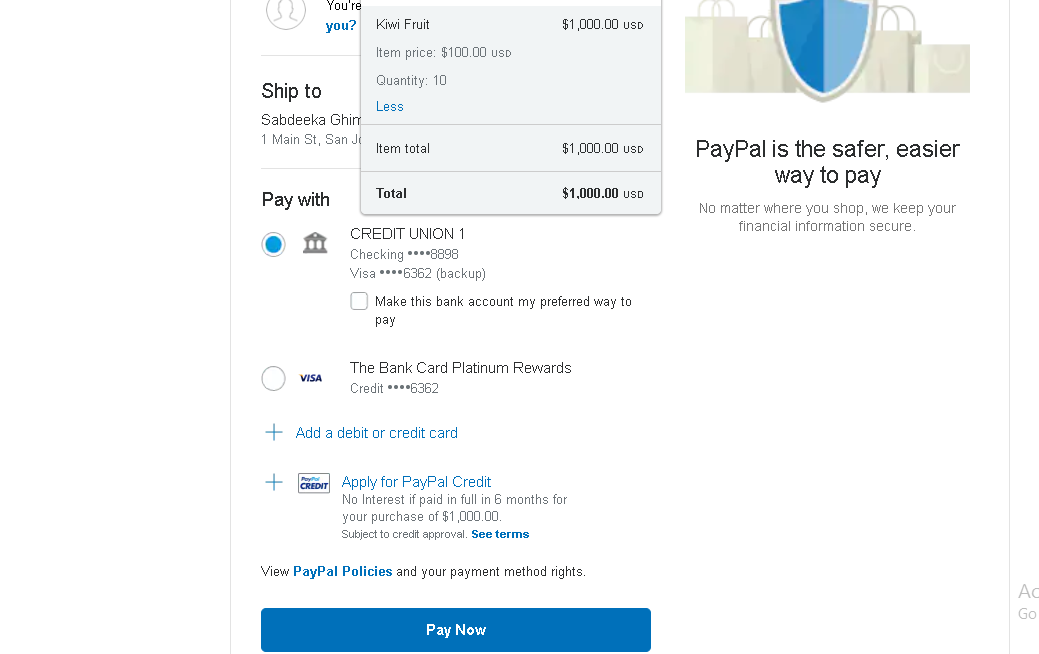 You're
you?
Kiwi Fruit $1,000.00 USD
Item price: $100.00 USD
Quantity: 10
Less
Item total $1,000.00 USD
Total $1,000.00 USD
Ship to
Sabdeeka Ghim
1 Main St, San Jo
Pay with
CREDIT UNION 1
Checking ••••8898
Visa ••••6362 (backup)
Make this bank account my preferred way to
pay
VISA
The Bank Card Platinum Rewards
Credit ••••6362
Add a debit or credit card
PayPal
CREDIT
Apply for PayPal Credit
No Interest if paid in full in 6 months for
your purchase of $1,000.00.
Subject to credit approval. See terms
View PayPal Policies and your payment method rights.
Pay Now
PayPal is the safer, easier
way to pay
No matter where you shop, we keep your
financial information secure.
Ac
Go